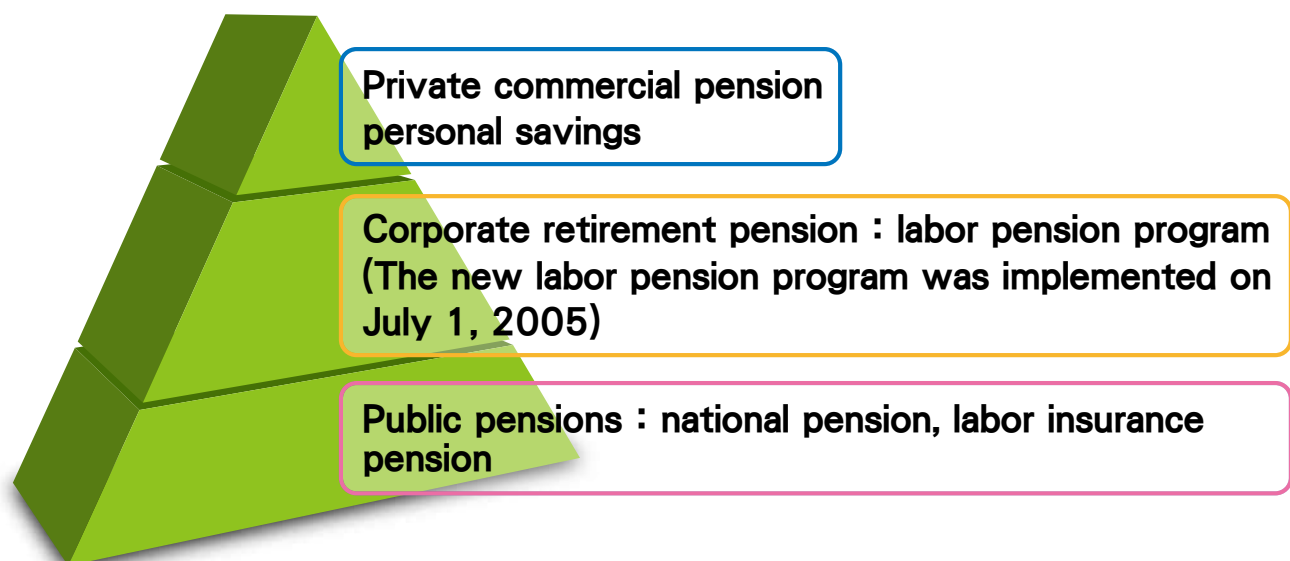 Private commercial pension
personal savings
Corporate retirement pension：labor pension program
(The new labor pension program was implemented on
July 1, 2005)
Public pensions：national pension, labor insurance
pension